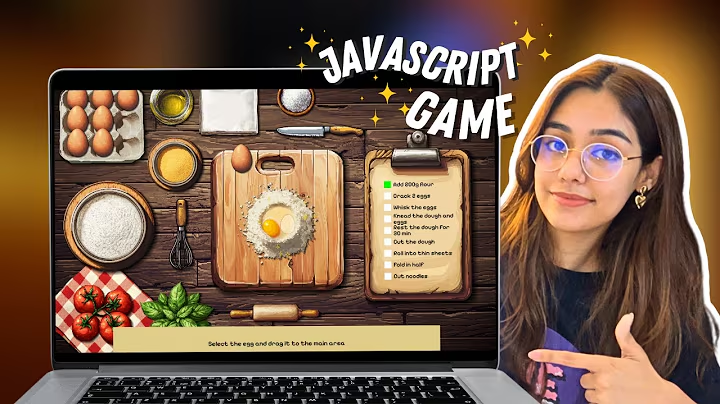 JAVASCRIPT
GAME
Add 200g flour
Crack 2 eggs
Whisk the eggs
Knead the dough and
eggs
Rest the dough for
30 min
Cut the dough
Roll into thin sheets
Fold in half
Cut noodles
Select the egg and drag it to the main area